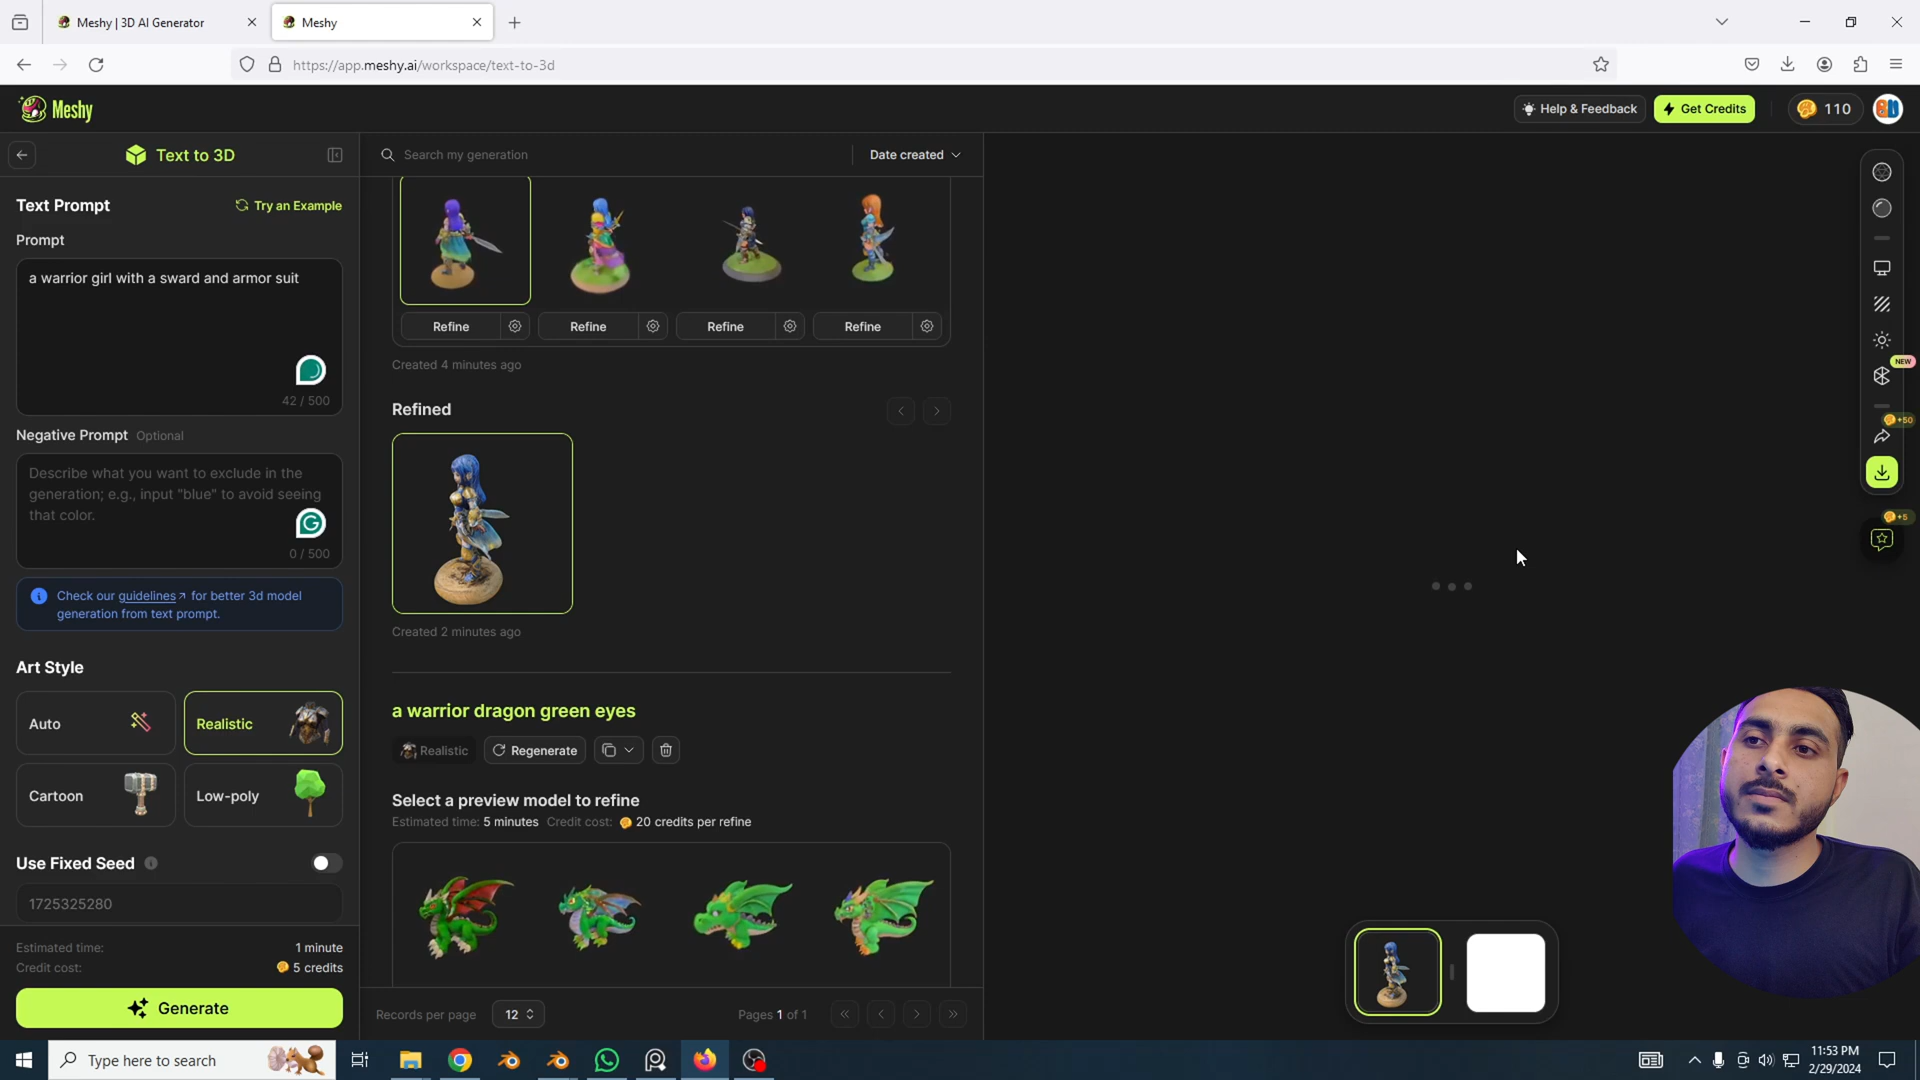 Meshy | 3D AI Generator
Meshy
https://app.meshy.ai/workspace/text-to-3d
Meshy
Help & Feedback
Get Credits
110
Text to 3D
Search my generation
Date created
Text Prompt
Try an Example
Prompt
a warrior girl with a sward and armor suit
42 / 500
Negative Prompt Optional
Describe what you want to exclude in the
generation; e.g., input "blue" to avoid seeing
that color.
0 / 500
Check our guidelines for better 3d model
generation from text prompt.
Art Style
Auto
Realistic
Cartoon
Low-poly
Use Fixed Seed
1725325280
Estimated time: 1 minute
Credit cost: 5 credits
Generate
Refine
Refine
Refine
Refine
Created 4 minutes ago
Refined
Created 2 minutes ago
a warrior dragon green eyes
Realistic
Regenerate
Select a preview model to refine
Estimated time: 5 minutes Credit cost: 20 credits per refine
Records per page 12
Pages 1 of 1
NEW
+50
+5
Type here to search
11:53 PM
2/29/2024